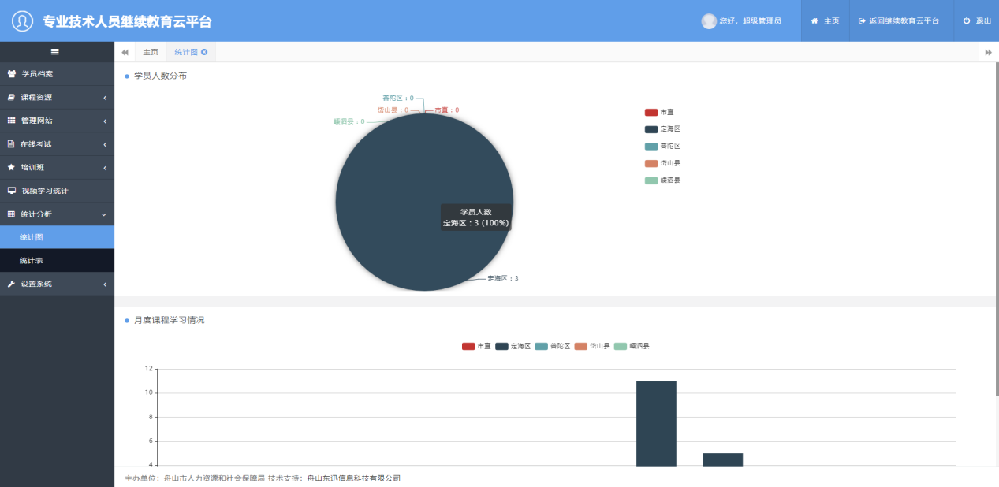 专业技术人员继续教育云平台
您好，超级管理员
主页
返回继续教育云平台
退出
主页
统计图
学员档案
课程资源
管理网站
在线考试
培训班
视频学习统计
统计分析
统计图
统计表
设置系统
学员人数分布
普陀区：0
岱山县：0
市直：0
嵊泗县：0
学员人数
定海区：3 (100%)
定海区：3
市直
定海区
普陀区
岱山县
嵊泗县
月度课程学习情况
市直 定海区 普陀区 岱山县 嵊泗县
12
10
8
6
4
主办单位：舟山市人力资源和社会保障局 技术支持：舟山东迅信息科技有限公司